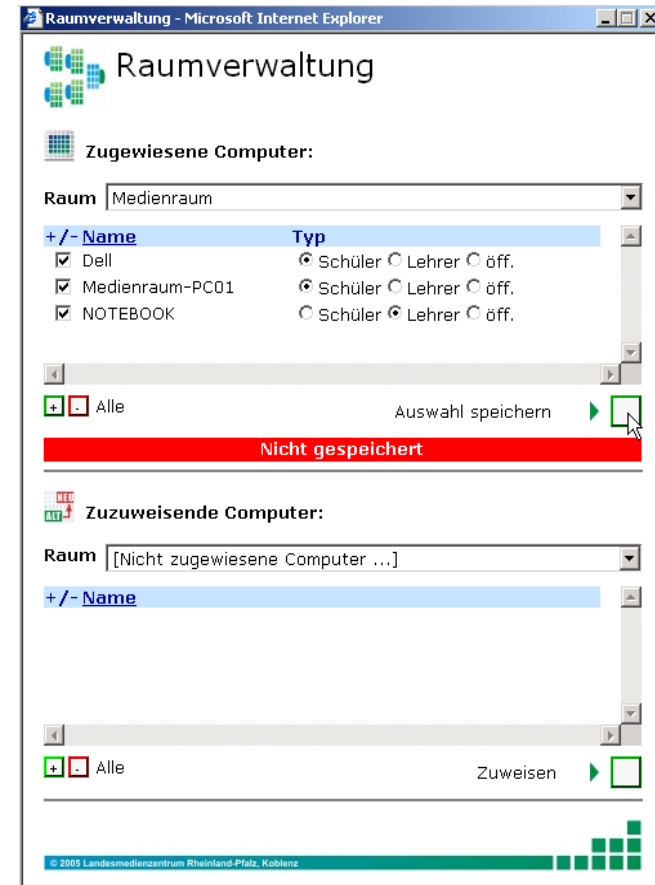 Raumverwaltung - Microsoft Internet Explorer
Raumverwaltung
Zugewiesene Computer:
Raum Medienraum
+/- Name Typ
Dell Schüler Lehrer öff.
Medienraum-PC01 Schüler Lehrer öff.
NOTEBOOK Schüler Lehrer öff.
+ - Alle Auswahl speichern
Nicht gespeichert
NEU
ALT
Zuzuweisende Computer:
Raum [Nicht zugewiesene Computer ...]
+/- Name
+ - Alle Zuweisen
© 2005 Landesmedienzentrum Rheinland-Pfalz, Koblenz